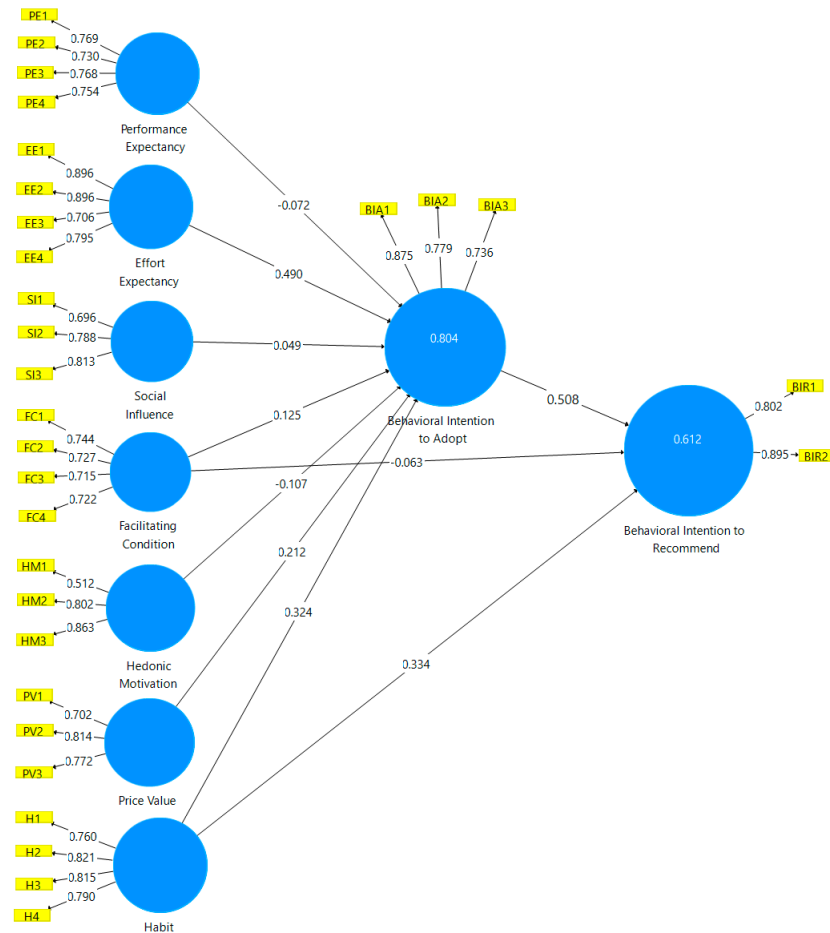 PE1
0.769
PE2
0.730
PE3
0.768
PE4
0.754
Performance
Expectancy
-0.072
EE1
0.896
EE2
0.896
EE3
0.706
EE4
0.795
Effort
Expectancy
0.490
SI1
0.696
SI2
0.788
SI3
0.813
Social
Influence
0.049
FC1
0.744
FC2
0.727
FC3
0.715
FC4
0.722
Facilitating
Condition
0.125
-0.063
HM1
0.512
HM2
0.802
HM3
0.863
Hedonic
Motivation
-0.107
PV1
0.702
PV2
0.814
PV3
0.772
Price Value
0.212
H1
0.760
H2
0.821
H3
0.815
H4
0.790
Habit
0.324
0.334
BIA1
BIA2
BIA3
0.875
0.779
0.736
0.804
Behavioral Intention
to Adopt
0.508
0.612
BIR1
0.802
0.895
BIR2
Behavioral Intention to
Recommend